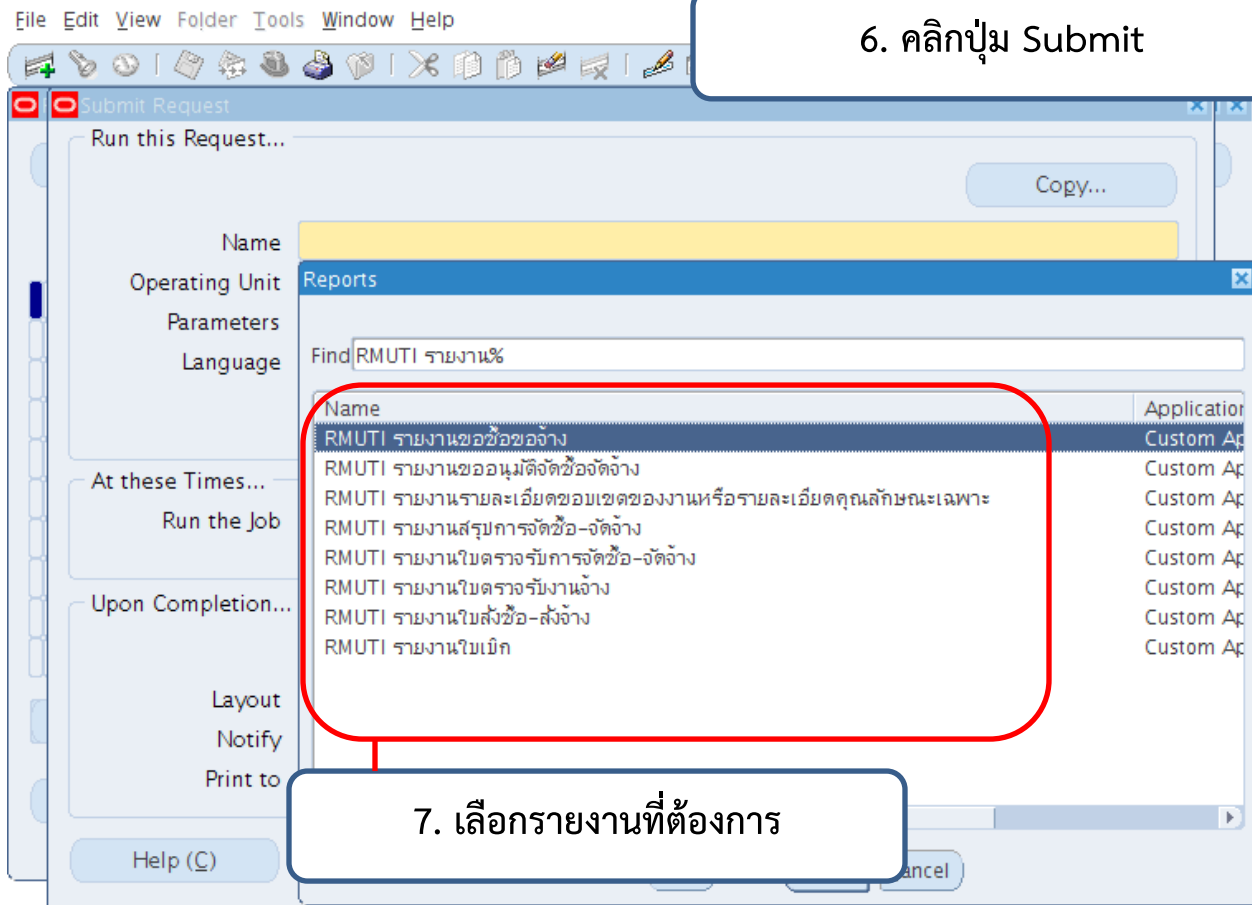 File Edit View Folder Tools Window Help
6. คลิกปุ่ม Submit
Submit Request
Run this Request...
Copy...
Name
Operating Unit
Parameters
Language
Reports
Find RMUTI รายงาน%
Name Application
RMUTI รายงานขอซื้อขอจ้าง Custom Ap
RMUTI รายงานขออนุมัติจัดซื้อจัดจ้าง Custom Ap
RMUTI รายงานรายละเอียดขอบเขตของงานหรือรายละเอียดคุณลักษณะเฉพาะ Custom Ap
RMUTI รายงานสรุปการจัดซื้อ-จัดจ้าง Custom Ap
RMUTI รายงานใบตรวจรับการจัดซื้อ-จัดจ้าง Custom Ap
RMUTI รายงานใบตรวจรับงานจ้าง Custom Ap
RMUTI รายงานใบสั่งซื้อ-สั่งจ้าง Custom Ap
RMUTI รายงานใบเบิก Custom Ap
At these Times...
Run the Job
Upon Completion...
Layout
Notify
Print to
7. เลือกรายงานที่ต้องการ
Help (C)
ancel